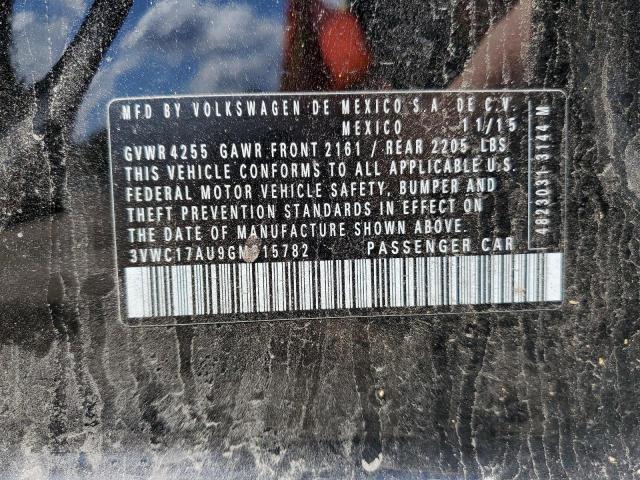 MFD BY VOLKSWAGEN DE MEXICO S.A. DE C.V.
MEXICO 11/15
GVWR 4255 GAWR FRONT 2161 / REAR 2205 LBS
THIS VEHICLE CONFORMS TO ALL APPLICABLE U.S.
FEDERAL MOTOR VEHICLE SAFETY, BUMPER AND
THEFT PREVENTION STANDARDS IN EFFECT ON
THE DATE OF MANUFACTURE SHOWN ABOVE.
PASSENGER CAR
4823031 3144 M